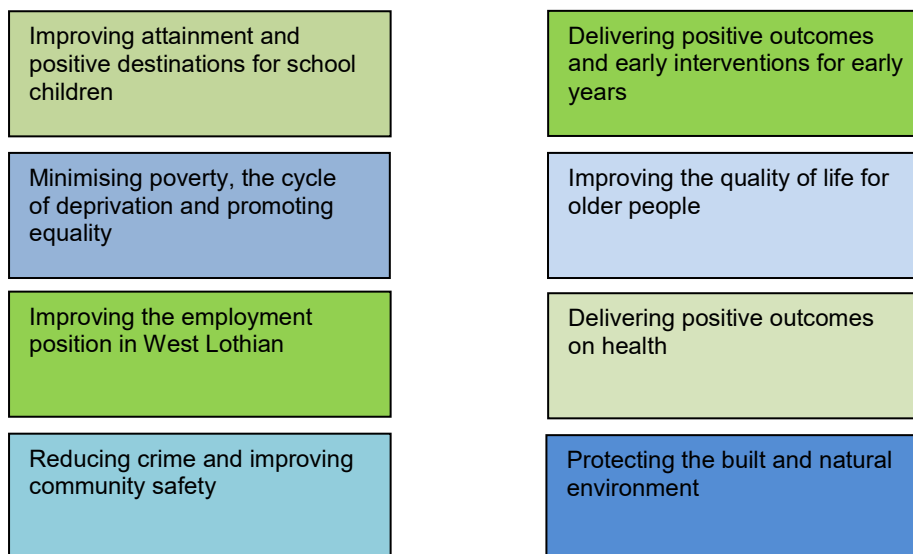 Improving attainment and
positive destinations for school
children
Delivering positive outcomes
and early interventions for early
years
Minimising poverty, the cycle
of deprivation and promoting
equality
Improving the quality of life for
older people
Improving the employment
position in West Lothian
Delivering positive outcomes
on health
Reducing crime and improving
community safety
Protecting the built and natural
environment